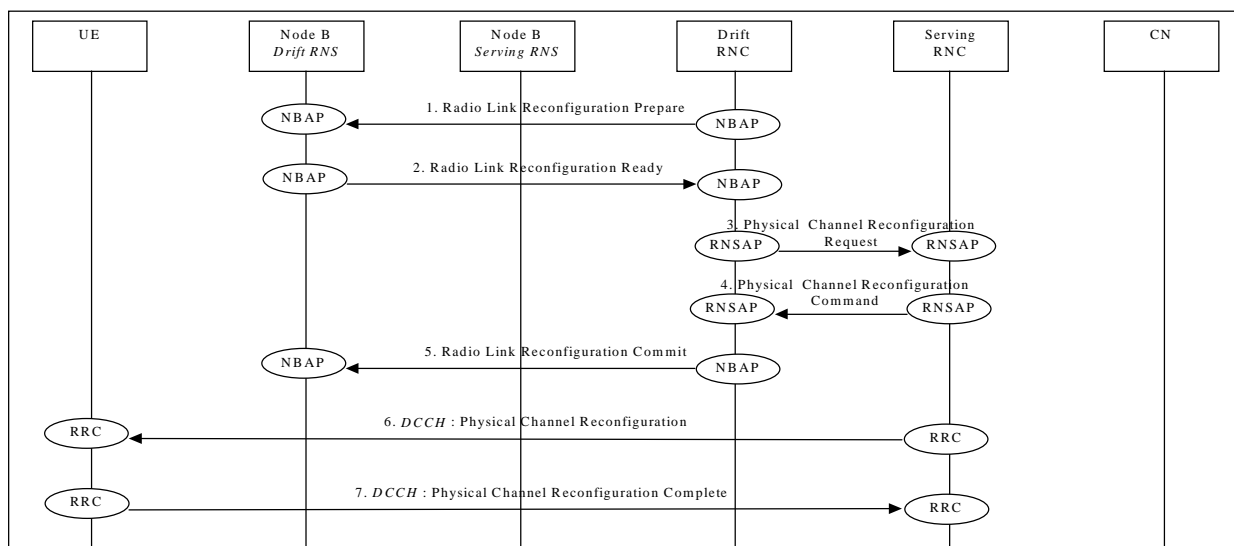 UE
Node B
Drift RNS
Node B
Serving RNS
Drift
RNC
Serving
RNC
CN
1. Radio Link Reconfiguration Prepare
NBAP
NBAP
2. Radio Link Reconfiguration Ready
NBAP
NBAP
3. Physical Channel Reconfiguration
Request
RNSAP
RNSAP
4. Physical Channel Reconfiguration
Command
RNSAP
RNSAP
5. Radio Link Reconfiguration Commit
NBAP
NBAP
6. DCCH : Physical Channel Reconfiguration
RRC
RRC
7. DCCH : Physical Channel Reconfiguration Complete
RRC
RRC